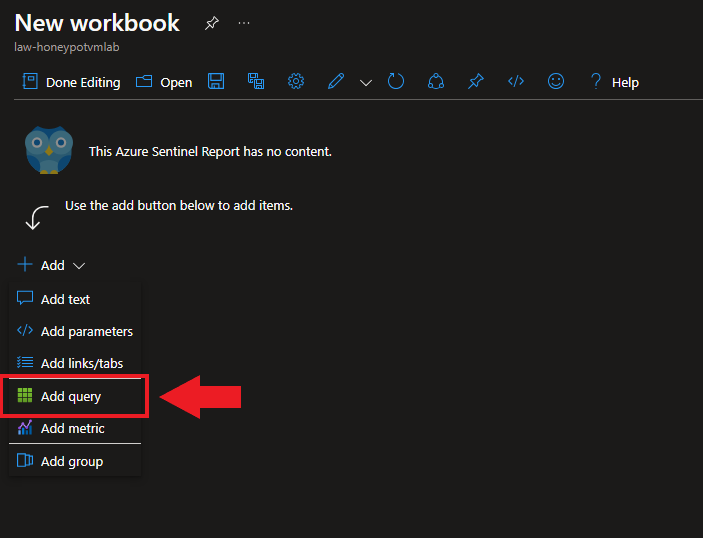 New workbook
law-honeypotvmlab
Done Editing Open Help
This Azure Sentinel Report has no content.
Use the add button below to add items.
Add
Add text
Add parameters
Add links/tabs
Add query
Add metric
Add group